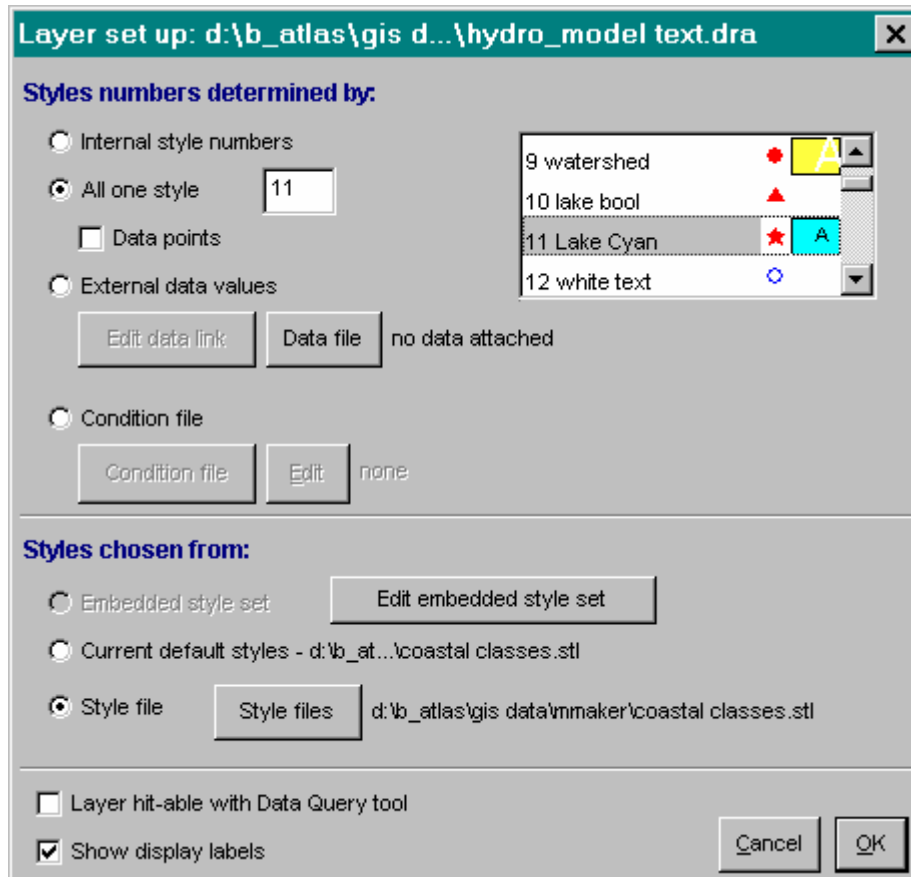 Layer set up: d:\b_atlas\gis d...\hydro_model text.dra
Styles numbers determined by:
Internal style numbers
All one style 11
Data points
External data values
Edit data link Data file no data attached
9 watershed A
10 lake bool
11 Lake Cyan A
12 white text
Condition file
Condition file Edit none
Styles chosen from:
Embedded style set Edit embedded style set
Current default styles - d:\b_at...\coastal classes.stl
Style file Style files d:\b_atlas\gis data\mmaker\coastal classes.stl
Layer hit-able with Data Query tool
Show display labels
Cancel OK